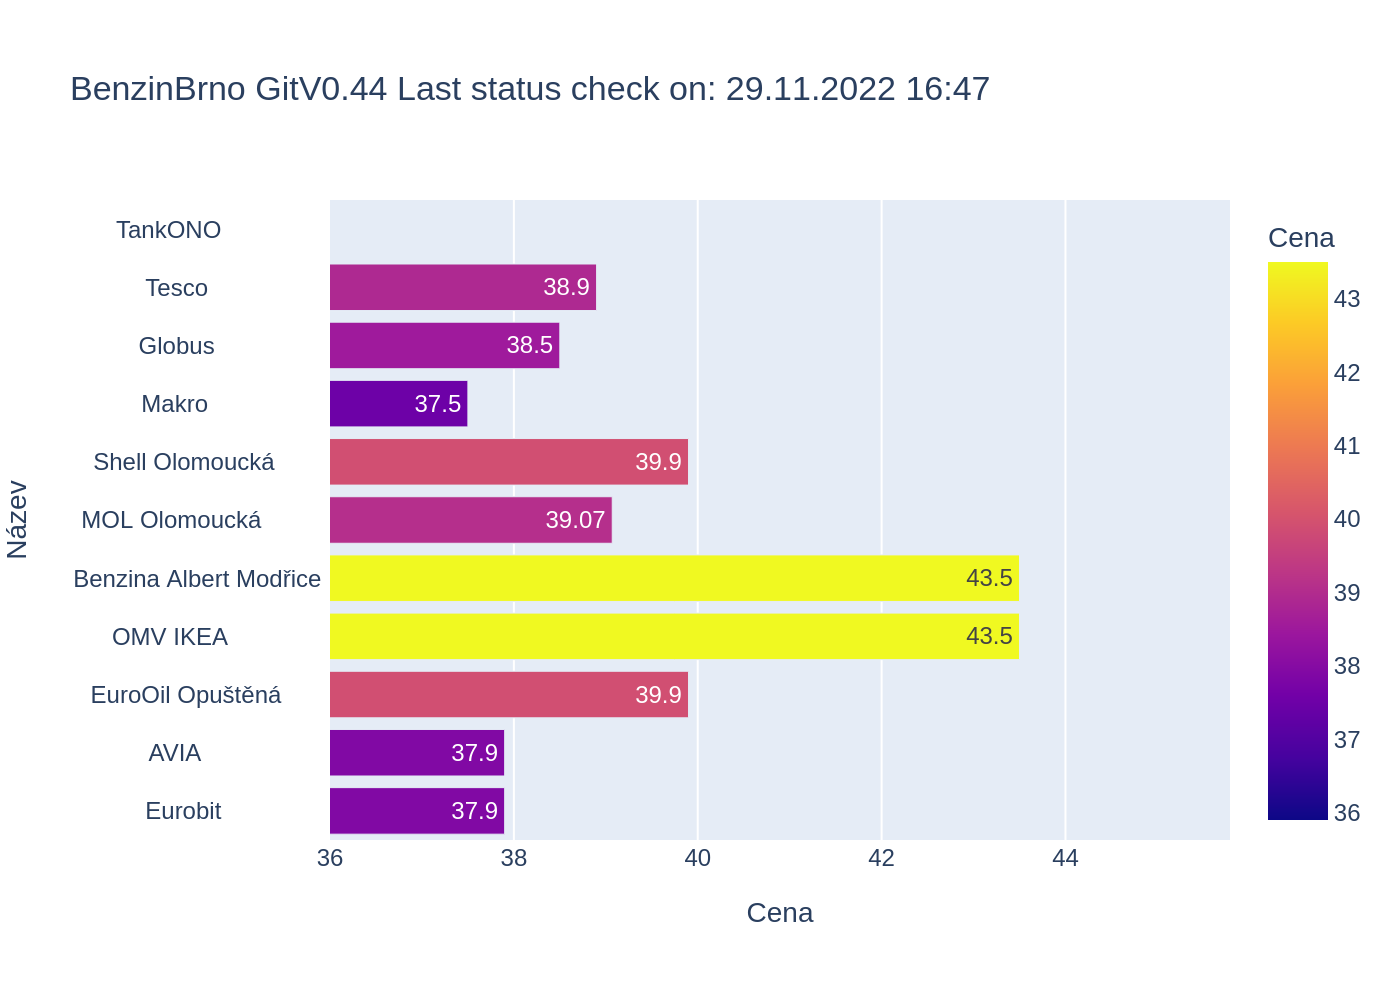 BenzinBrno GitV0.44 Last status check on: 29.11.2022 16:47
Název
TankONO
Tesco
38.9
Globus
38.5
Makro
37.5
Shell Olomoucká
39.9
MOL Olomoucká
39.07
Benzina Albert Modřice
43.5
OMV IKEA
43.5
EuroOil Opuštěná
39.9
AVIA
37.9
Eurobit
37.9
36 38 40 42 44
Cena
Cena
43
42
41
40
39
38
37
36